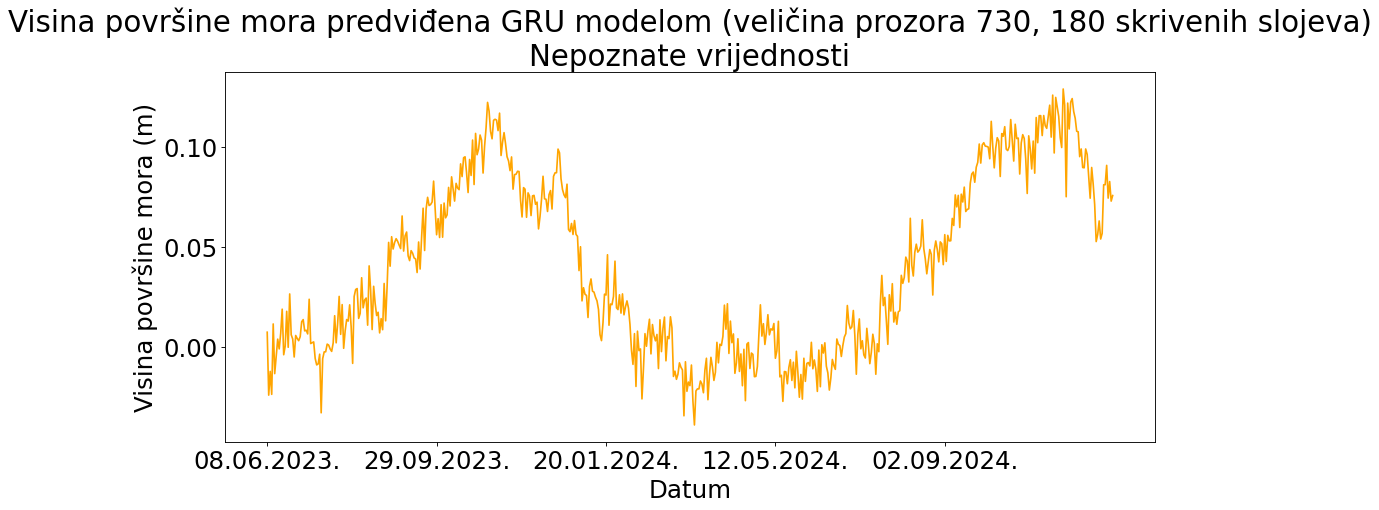 Visina površine mora predviđena GRU modelom (veličina prozora 730, 180 skrivenih slojeva)
Nepoznate vrijednosti
Visina površine mora (m)
0.10
0.05
0.00
08.06.2023. 29.09.2023. 20.01.2024. 12.05.2024. 02.09.2024.
Datum